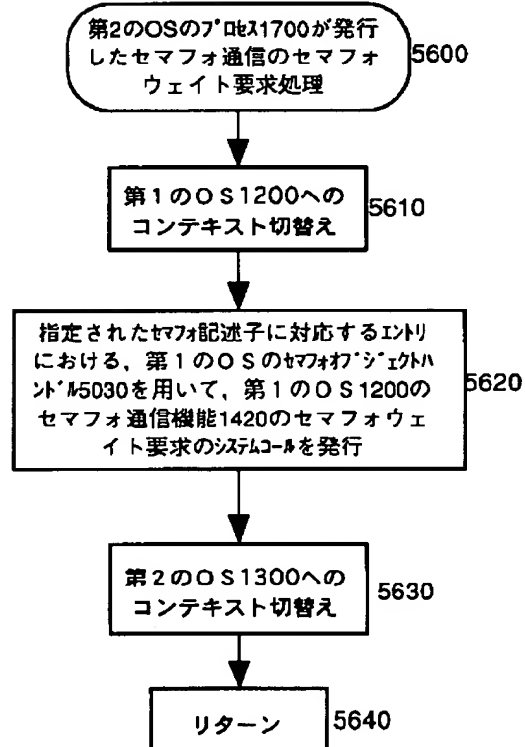 第2のOSのﾌﾟﾛｾｽ1700が発行
したセマフォ通信のセマフォ
ウェイト要求処理
5600
第1のOS1200への
コンテキスト切替え
5610
指定されたｾﾏﾌｫ記述子に対応するｴﾝﾄﾘ
における，第1のOSのｾﾏﾌｫｵﾌﾞｼﾞｪｸﾄﾊ
ﾝﾄﾞﾙ5030を用いて，第1のOS1200の
セマフォ通信機能1420のセマフォウェ
イト要求のｼｽﾃﾑｺｰﾙを発行
5620
第2のOS1300への
コンテキスト切替え
5630
リターン
5640